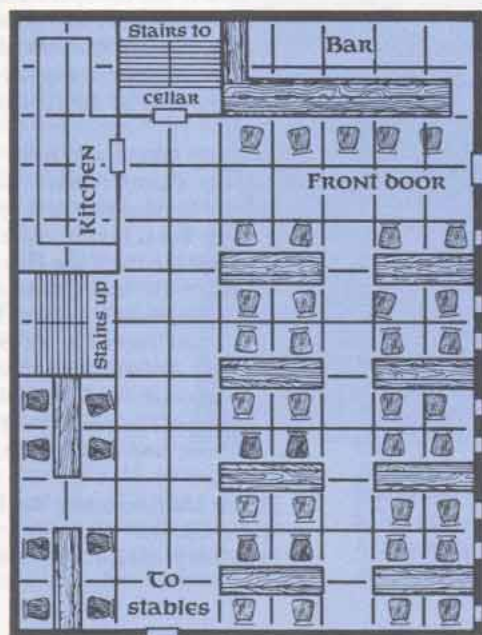 Stairs to
Bar
cellar
Kitchen
Front door
Stairs up
To
stables